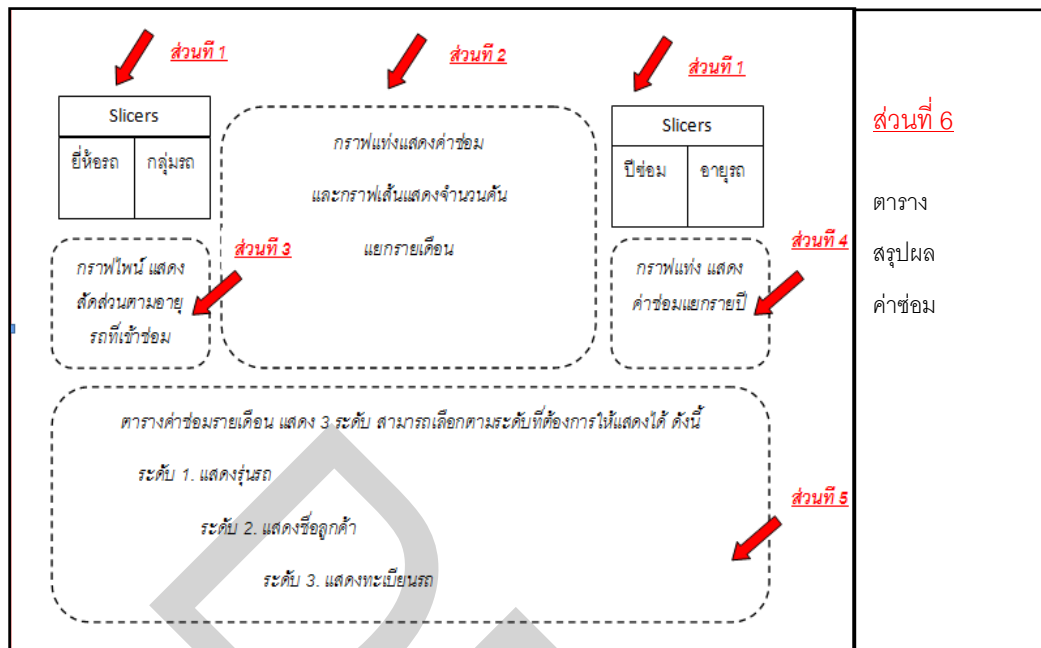 ส่วนที่ 1
ส่วนที่ 2
ส่วนที่ 1
Slicers
ยี่ห้อรถ
กลุ่มรถ
กราฟแท่งแสดงค่าซ่อม
และกราฟเส้นแสดงจำนวนคัน
แยกรายเดือน
Slicers
ปีซ่อม
อายุรถ
ส่วนที่ 3
กราฟไพน์ แสดง
สัดส่วนตามอายุ
รถที่เข้าซ่อม
ส่วนที่ 4
กราฟแท่ง แสดง
ค่าซ่อมแยกรายปี
ตารางค่าซ่อมรายเดือน แสดง 3 ระดับ สามารถเลือกตามระดับที่ต้องการให้แสดงได้ ดังนี้
ระดับ 1. แสดงรุ่นรถ
ระดับ 2. แสดงชื่อลูกค้า
ระดับ 3. แสดงทะเบียนรถ
ส่วนที่ 5
ส่วนที่ 6
ตาราง
สรุปผล
ค่าซ่อม